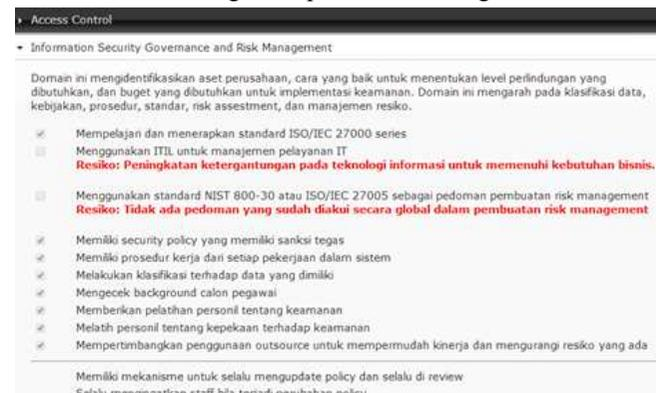 Access Control
Information Security Governance and Risk Management
Domain ini mengidentifikasikan aset perusahaan, cara yang baik untuk menentukan level perlindungan yang
dibutuhkan, dan buget yang dibutuhkan untuk implementasi keamanan. Domain ini mengarah pada klasifikasi data,
kebijakan, prosedur, standar, risk assestment, dan manajemen resiko.
Mempelajari dan menerapkan standard ISO/IEC 27000 series
Menggunakan ITIL untuk manajemen pelayanan IT
Resiko: Peningkatan ketergantungan pada teknologi informasi untuk memenuhi kebutuhan bisnis.
Menggunakan standard NIST 800-30 atau ISO/IEC 27005 sebagai pedoman pembuatan risk management
Resiko: Tidak ada pedoman yang sudah diakui secara global dalam pembuatan risk management
Memiliki security policy yang memiliki sanksi tegas
Memiliki prosedur kerja dari setiap pekerjaan dalam sistem
Melakukan klasifikasi terhadap data yang dimiliki
Mengecek background calon pegawai
Memberikan pelatihan personil tentang keamanan
Melatih personil tentang kepekaan terhadap keamanan
Mempertimbangkan penggunaan outsource untuk mempermudah kinerja dan mengurangi resiko yang ada
Memiliki mekanisme untuk selalu mengupdate policy dan selalu di review
Selalu mengingatkan staff bila terjadi perubahan policy